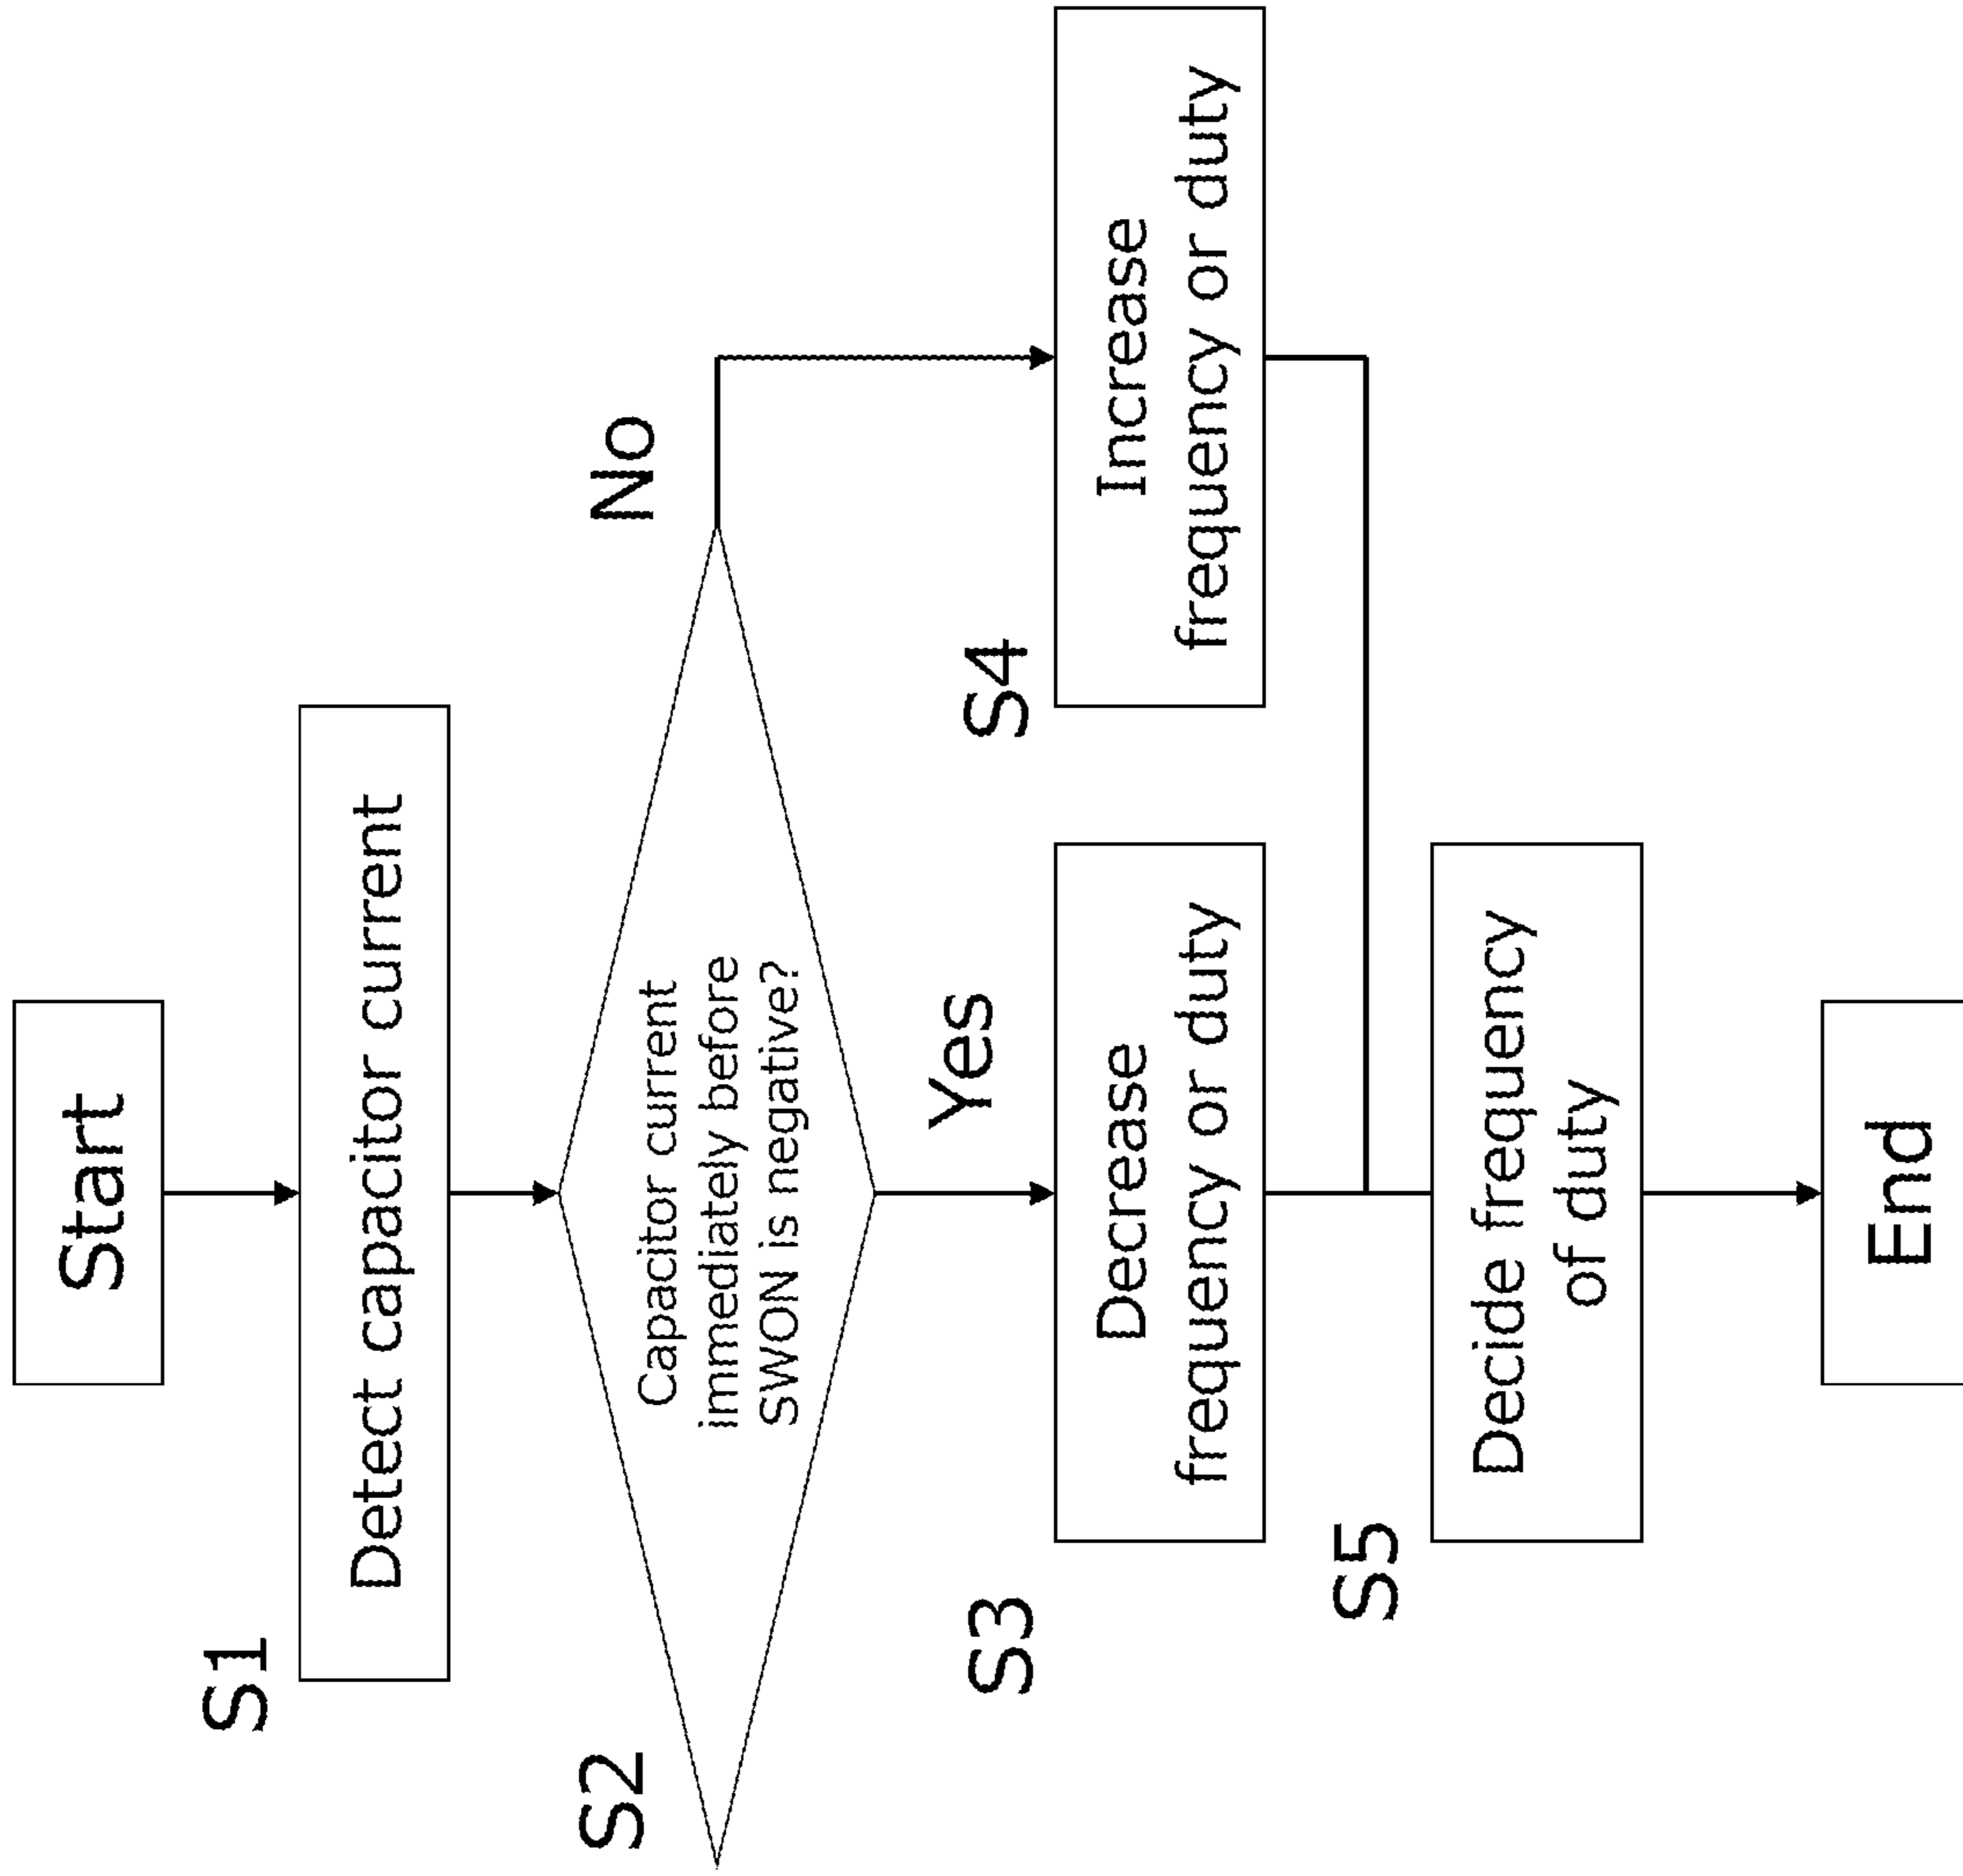 Start
S1
Detect capacitor current
S2
Capacitor current
immediately before
SWON is negative?
No
Yes
S3
Decrease
frequency or duty
S4
Increase
frequency or duty
S5
Decide frequency
of duty
End